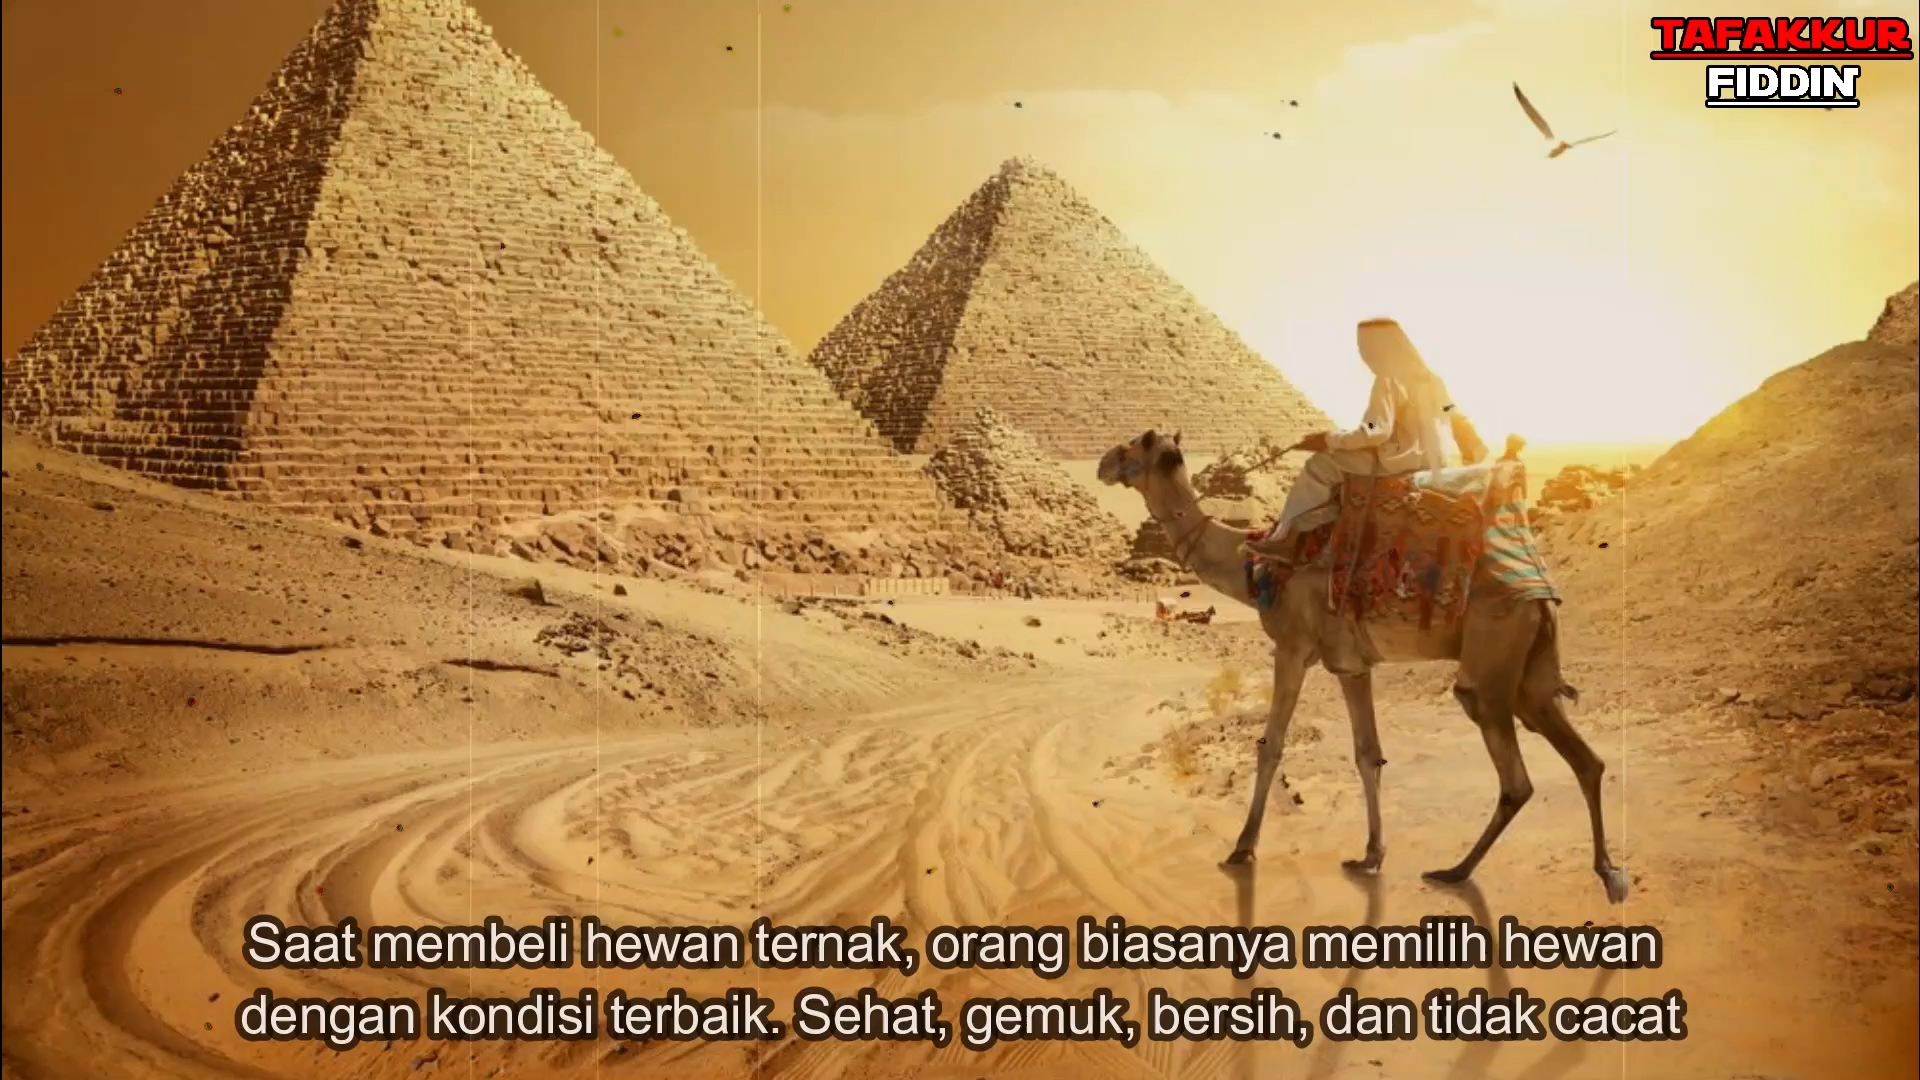 TAFAKKUR
FIDDIN
Saat membeli hewan ternak, orang biasanya memilih hewan
dengan kondisi terbaik. Sehat, gemuk, bersih, dan tidak cacat